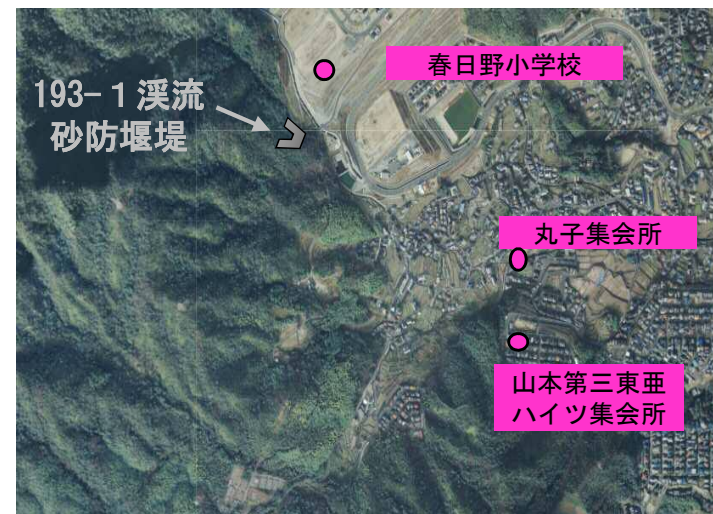 春日野小学校
193-１渓流
砂防堰堤
丸子集会所
山本第三東亜
ハイツ集会所